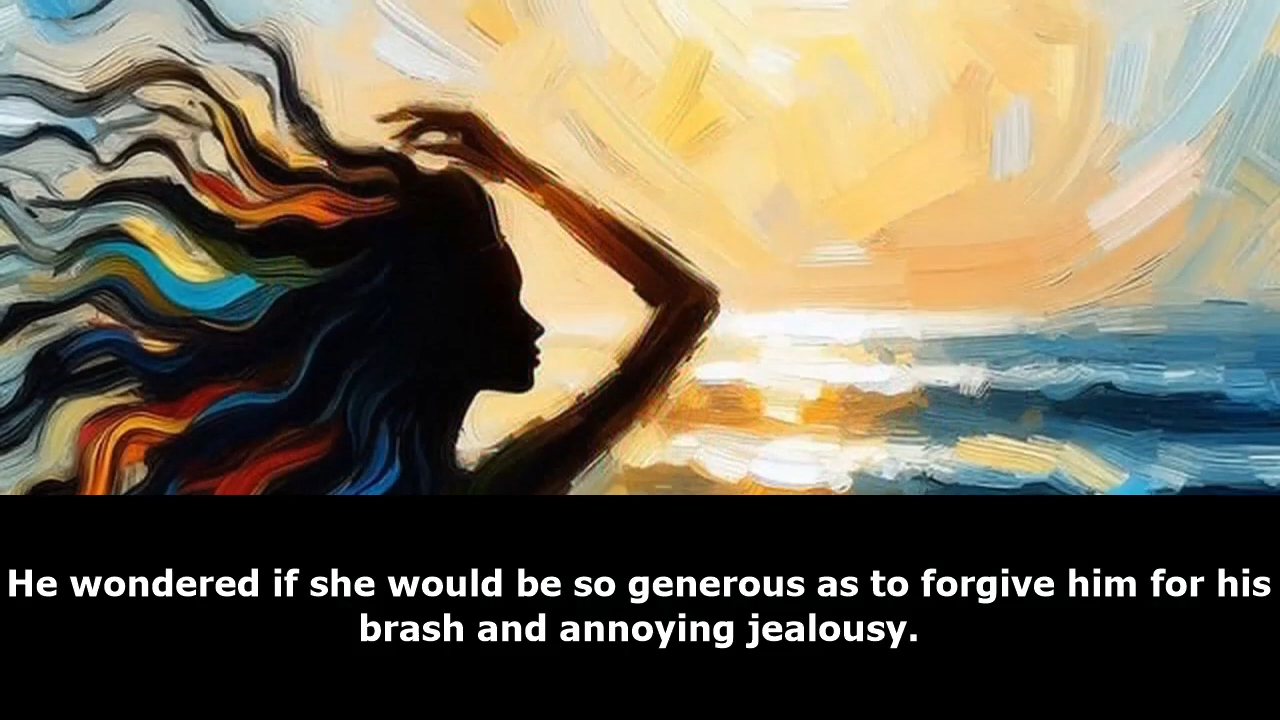 He wondered if she would be so generous as to forgive him for his
brash and annoying jealousy.